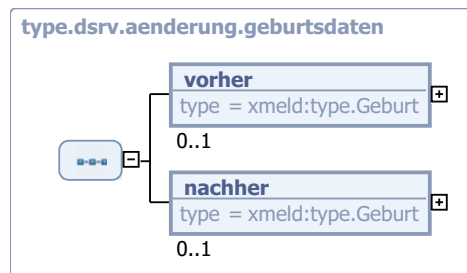 type.dsrv.aenderung.geburtsdaten
vorher
type = xmeld:type.Geburt
0..1
nachher
type = xmeld:type.Geburt
0..1